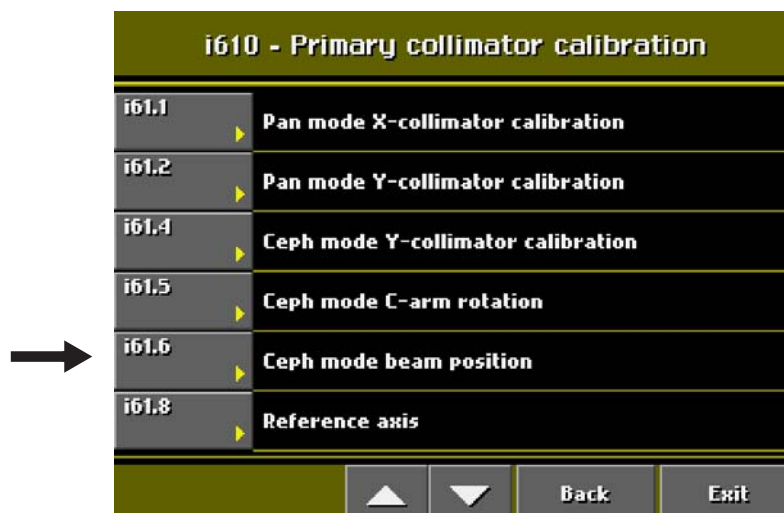 i610 - Primary collimator calibration
i61.1
Pan mode X-collimator calibration
i61.2
Pan mode Y-collimator calibration
i61.4
Ceph mode Y-collimator calibration
i61.5
Ceph mode C-arm rotation
i61.6
Ceph mode beam position
i61.8
Reference axis
Back Exit